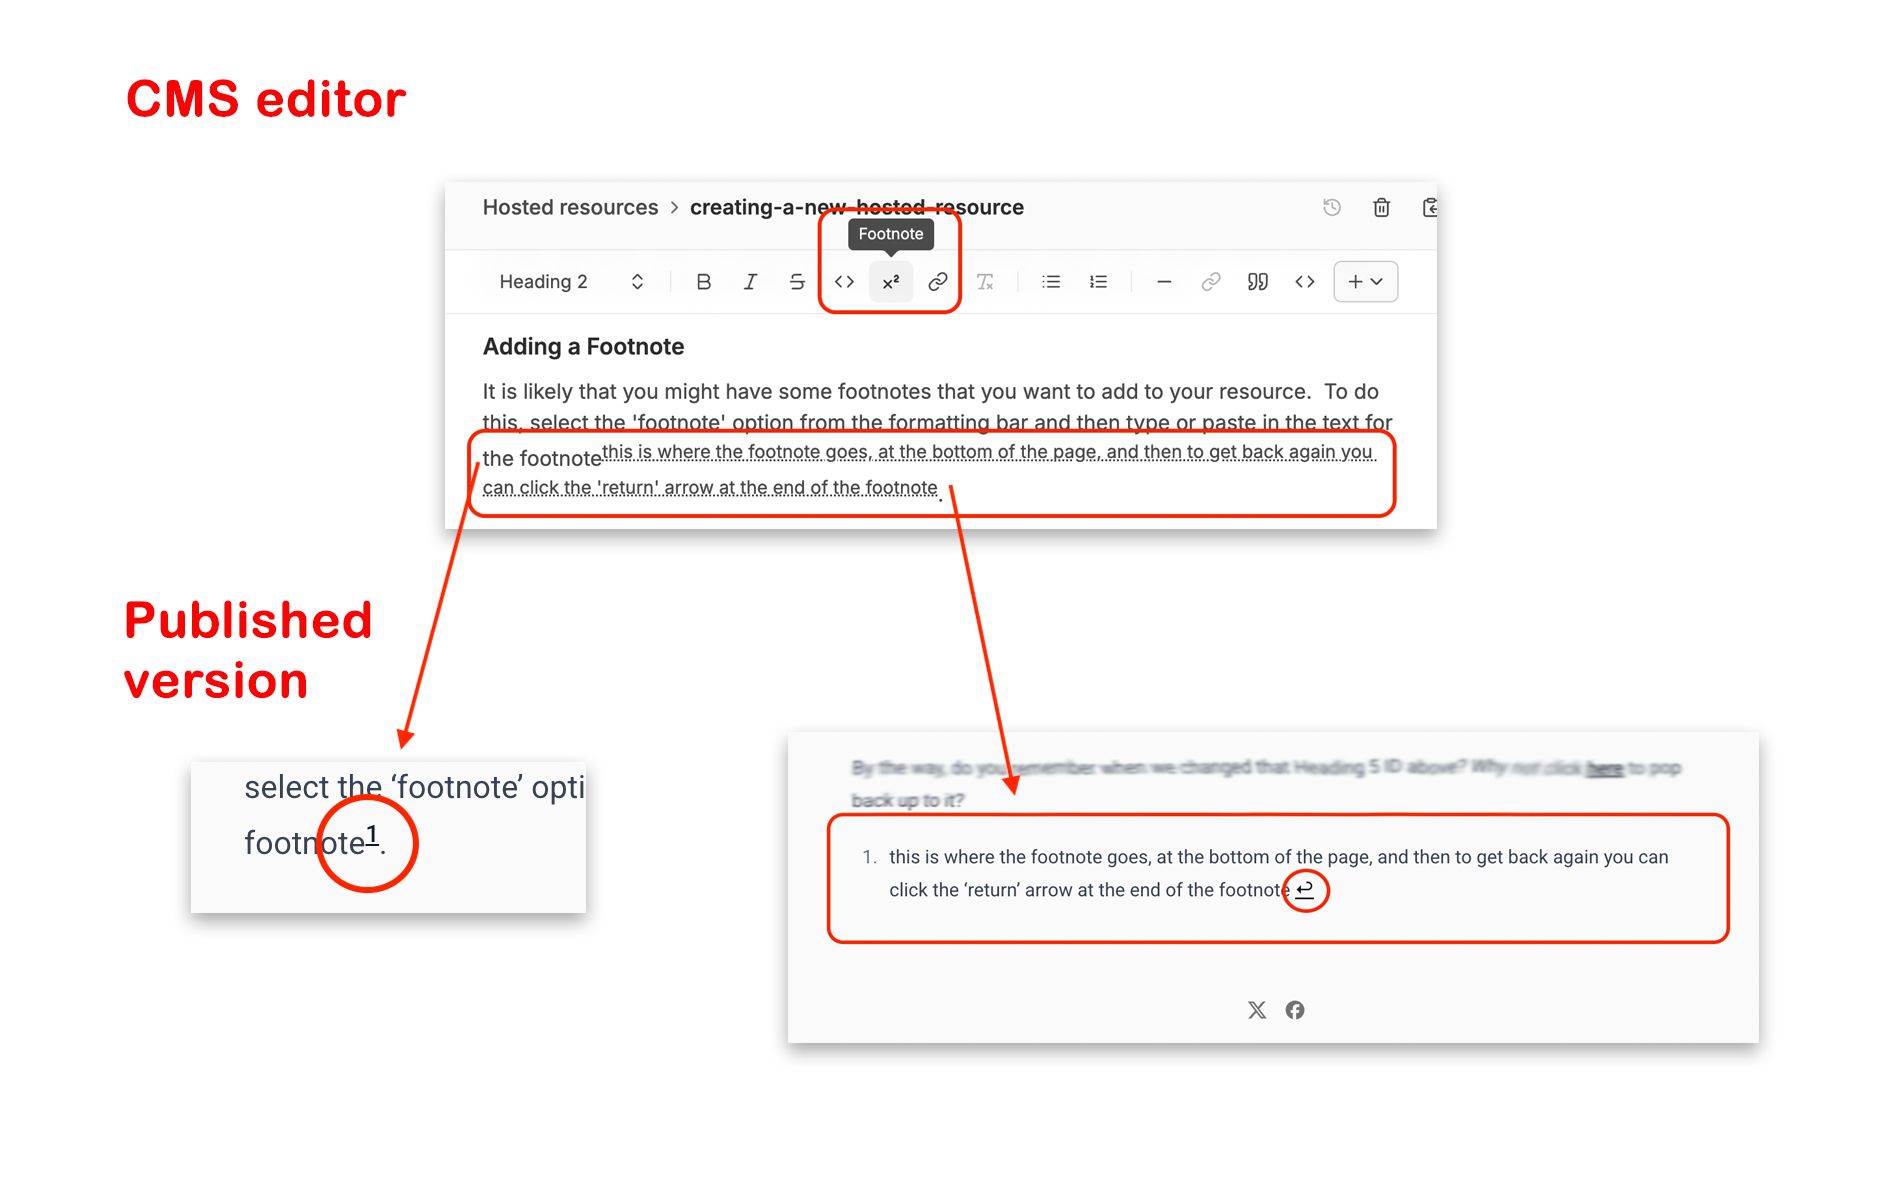 CMS editor
Hosted resources > creating-a-new-hosted-resource
Footnote
Heading 2
Adding a Footnote
It is likely that you might have some footnotes that you want to add to your resource.  To do
this, select the 'footnote' option from the formatting bar and then type or paste in the text for
the footnote this is where the footnote goes, at the bottom of the page, and then to get back again you
can click the 'return' arrow at the end of the footnote.
Published
version
select the ‘footnote’ opti
footnote1.
By the way, do you remember when we changed that Heading 5 ID above? Why not click here to pop
back up to it?
1. this is where the footnote goes, at the bottom of the page, and then to get back again you can
click the ‘return’ arrow at the end of the footnote ↩